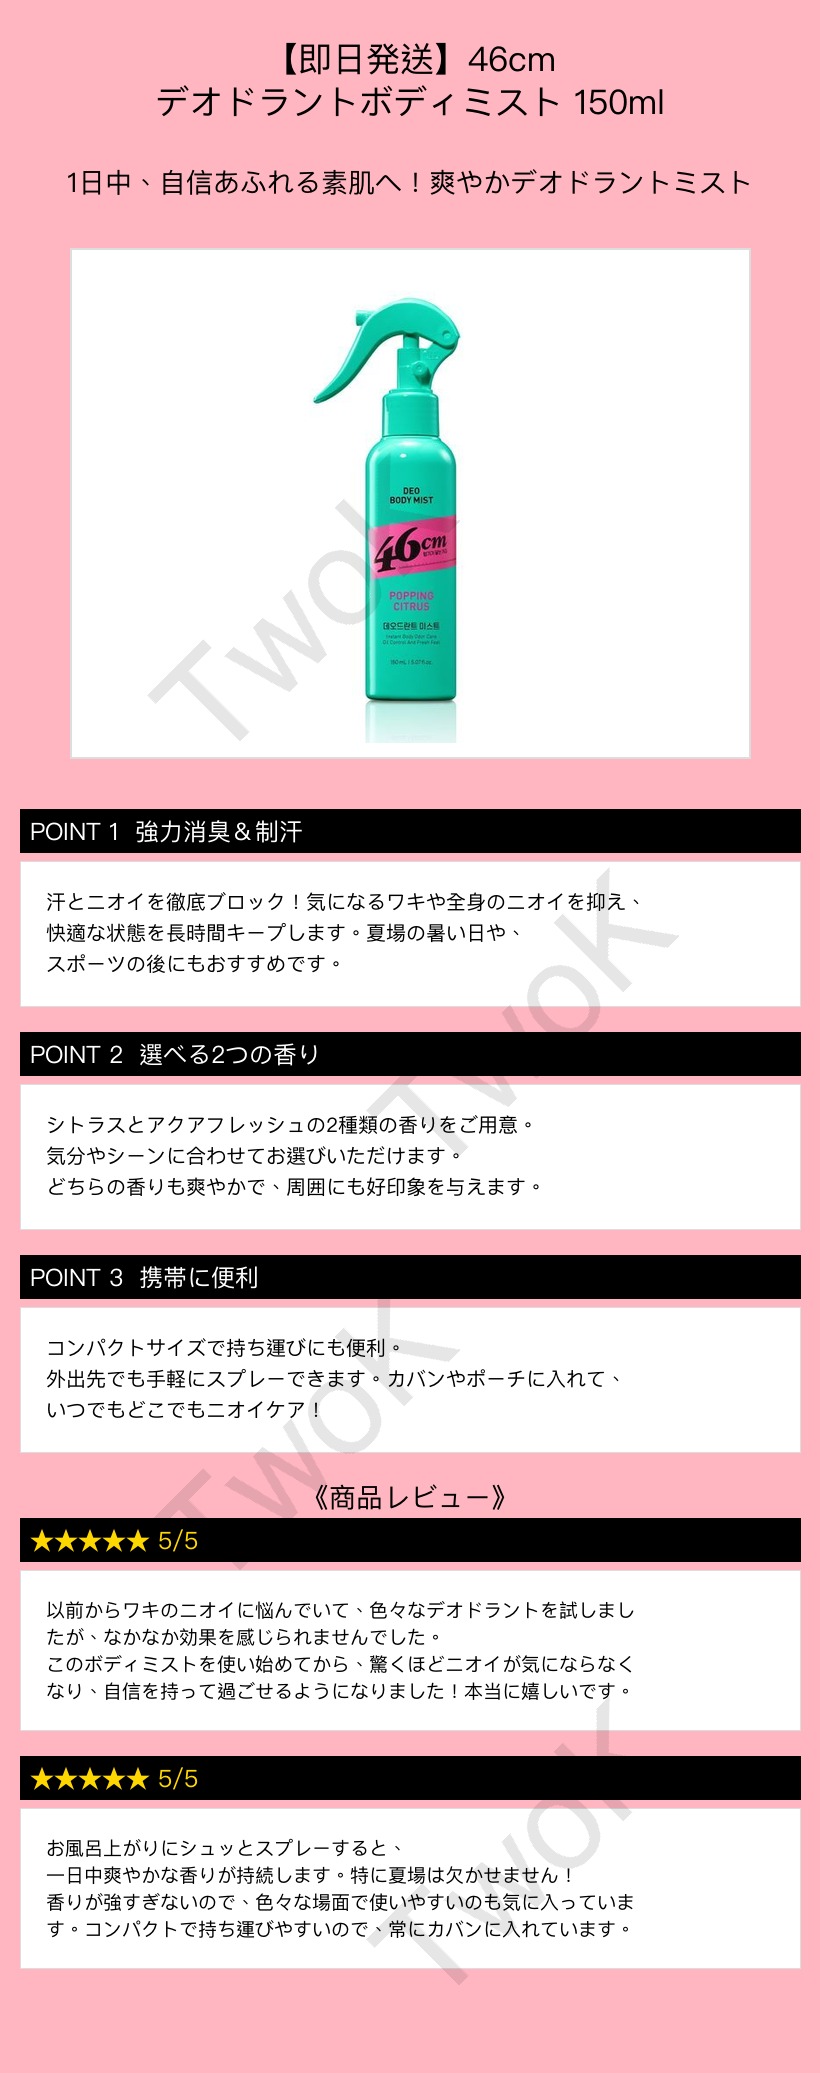 【即日発送】46cm
デオドラントボディミスト 150ml
1日中、自信あふれる素肌へ！爽やかデオドラントミスト
DEO
BODY MIST
46cm
POPPING
CITRUS
데오드란트 미스트
Instant Body Odor Care
Oil Control And Fresh Feel
150mL | 5.07fl.oz.
TwoK
POINT 1 強力消臭＆制汗
汗とニオイを徹底ブロック！気になるワキや全身のニオイを抑え、
快適な状態を長時間キープします。夏場の暑い日や、
スポーツの後にもおすすめです。
TwoK
POINT 2 選べる2つの香り
シトラスとアクアフレッシュの2種類の香りをご用意。
気分やシーンに合わせてお選びいただけます。
どちらの香りも爽やかで、周囲にも好印象を与えます。
POINT 3 携帯に便利
コンパクトサイズで持ち運びにも便利。
外出先でも手軽にスプレーできます。カバンやポーチに入れて、
いつでもどこでもニオイケア！
TwoK
《商品レビュー》
★★★★★ 5/5
以前からワキのニオイに悩んでいて、色々なデオドラントを試しまし
たが、なかなか効果を感じられませんでした。
このボディミストを使い始めてから、驚くほどニオイが気にならなく
なり、自信を持って過ごせるようになりました！本当に嬉しいです。
★★★★★ 5/5
お風呂上がりにシュッとスプレーすると、
一日中爽やかな香りが持続します。特に夏場は欠かせません！
香りが強すぎないので、色々な場面で使いやすいのも気に入っていま
す。コンパクトで持ち運びやすいので、常にカバンに入れています。
TwoK